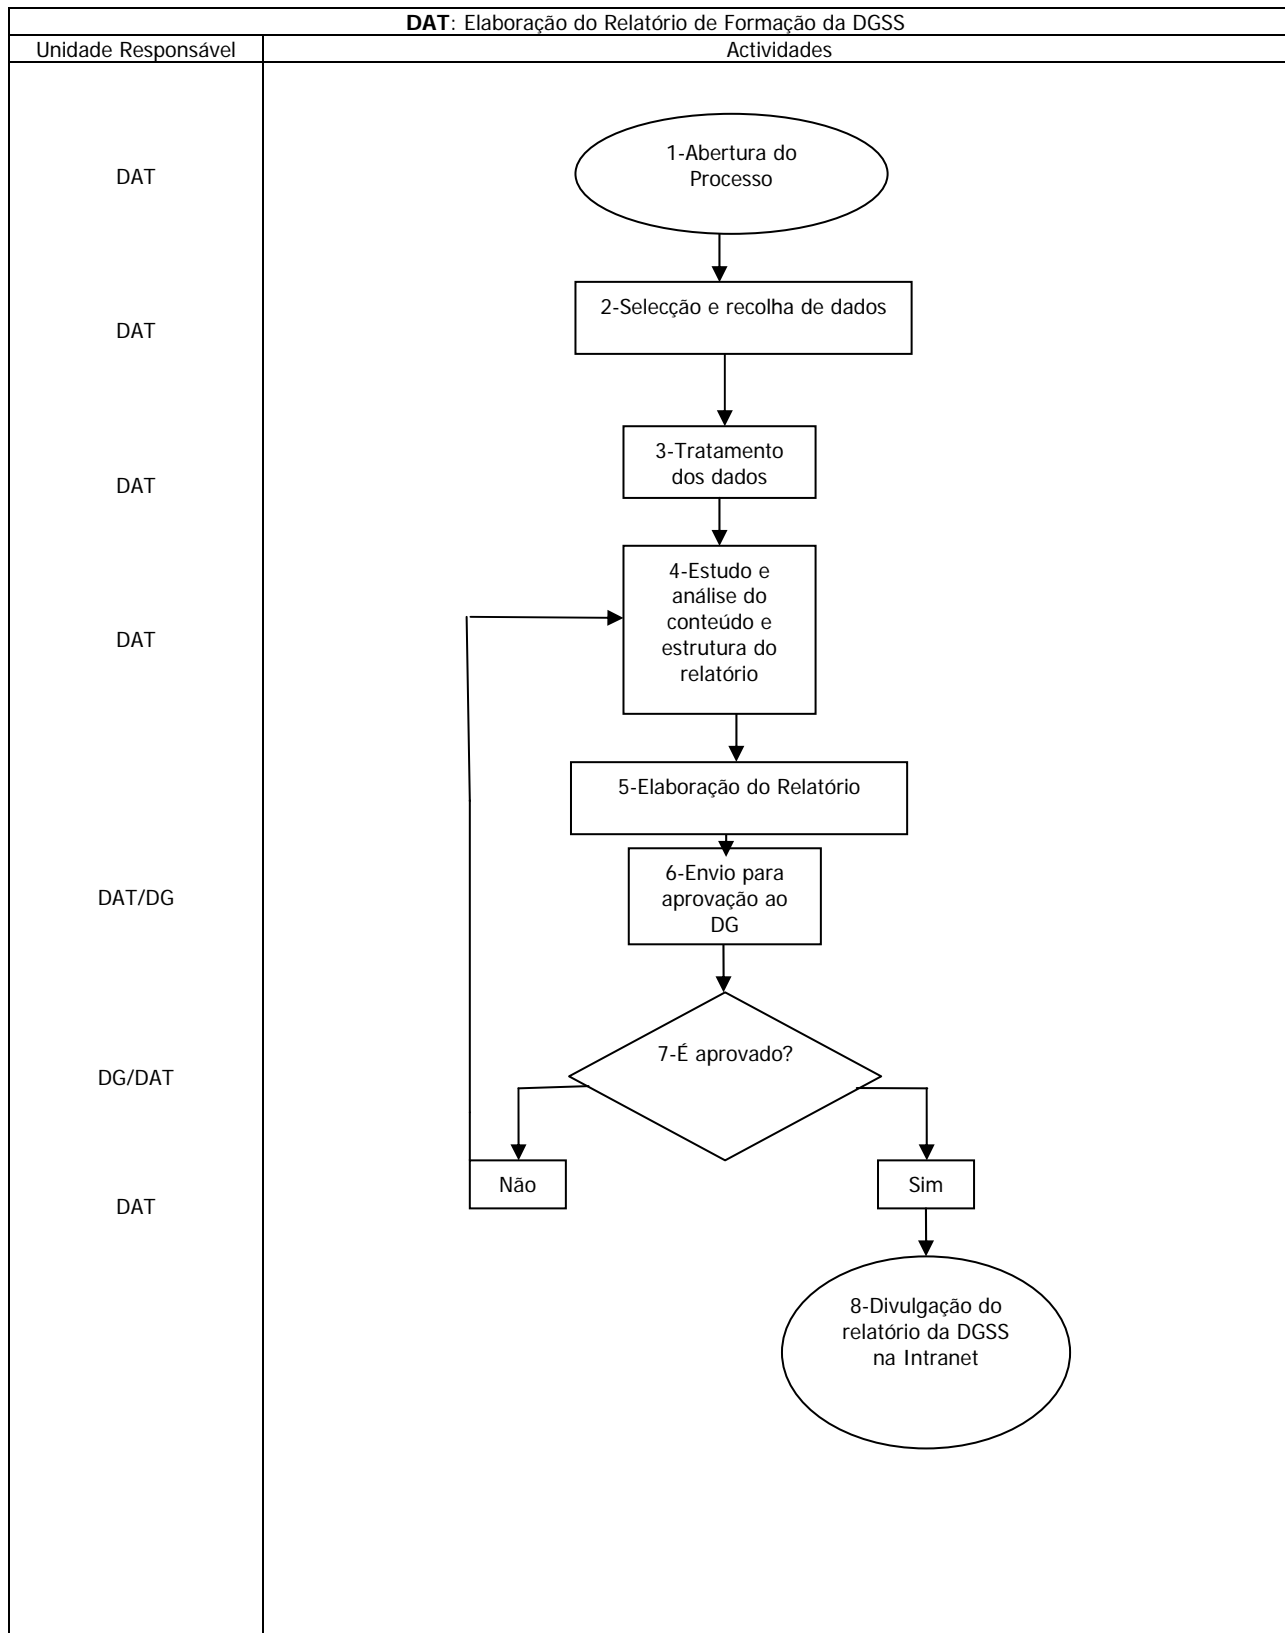 DAT: Elaboração do Relatório de Formação da DGSS
Unidade Responsável
Actividades
DAT
1-Abertura do
Processo
DAT
2-Selecção e recolha de dados
DAT
3-Tratamento
dos dados
DAT
4-Estudo e
análise do
conteúdo e
estrutura do
relatório
5-Elaboração do Relatório
DAT/DG
6-Envio para
aprovação ao
DG
DG/DAT
7-É aprovado?
DAT
Não
Sim
8-Divulgação do
relatório da DGSS
na Intranet